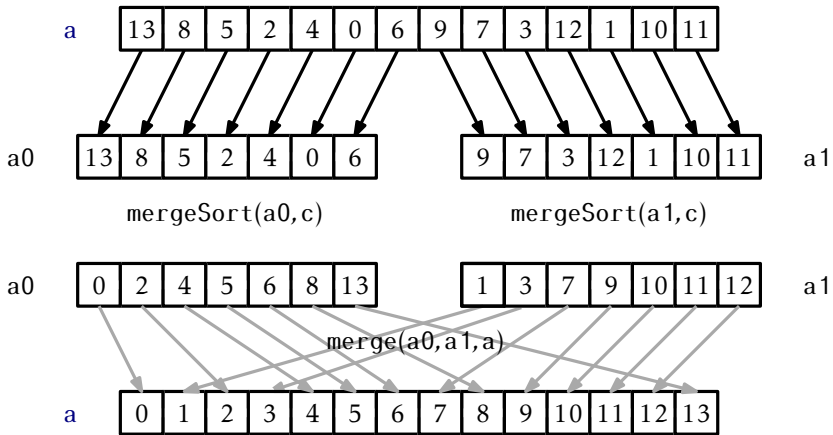 a 13 8 5 2 4 0 6 9 7 3 12 1 10 11
a0 13 8 5 2 4 0 6 9 7 3 12 1 10 11 a1
mergeSort(a0,c) mergeSort(a1,c)
a0 0 2 4 5 6 8 13 1 3 7 9 10 11 12 a1
merge(a0,a1,a)
a 0 1 2 3 4 5 6 7 8 9 10 11 12 13